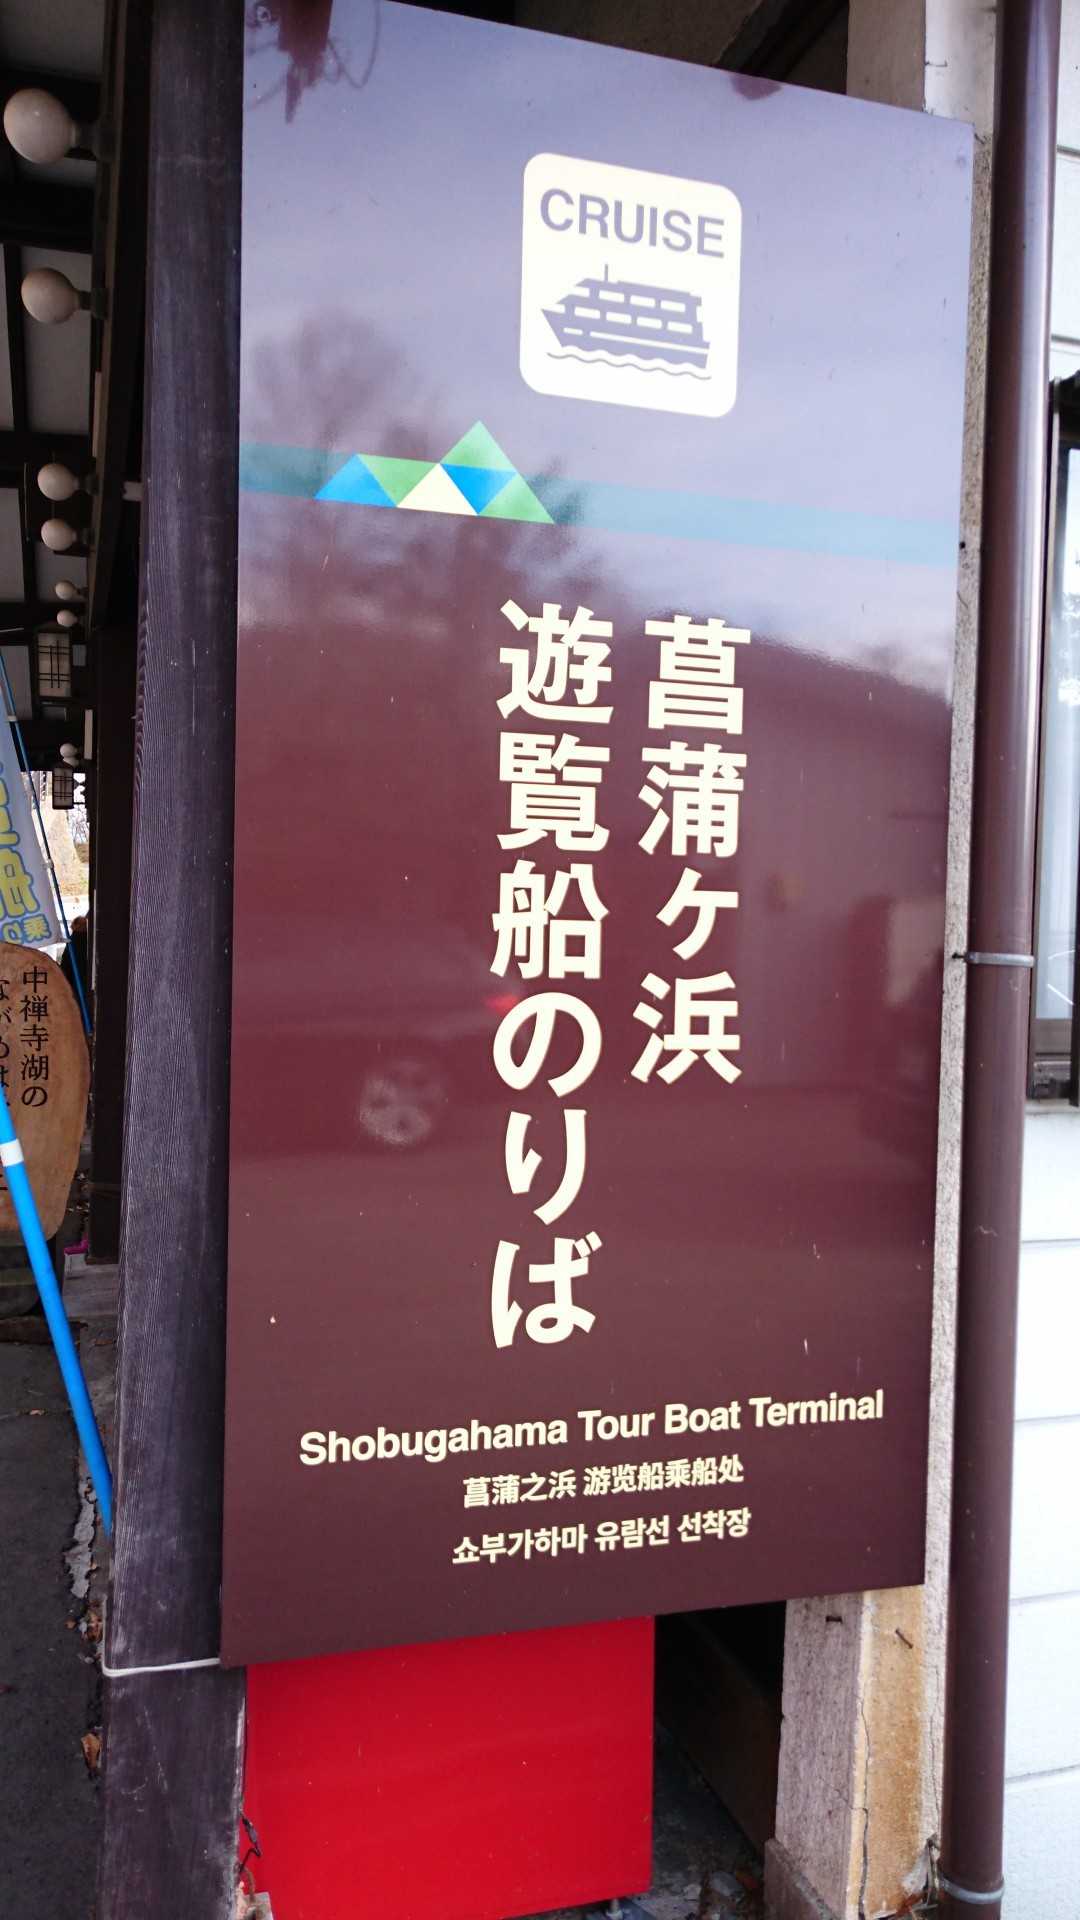 CRUISE
菖蒲ヶ浜
遊覧船のりば
Shobugahama Tour Boat Terminal
菖蒲之浜 游览船乘船处
쇼부가하마 유람선 선착장
中禅寺湖の